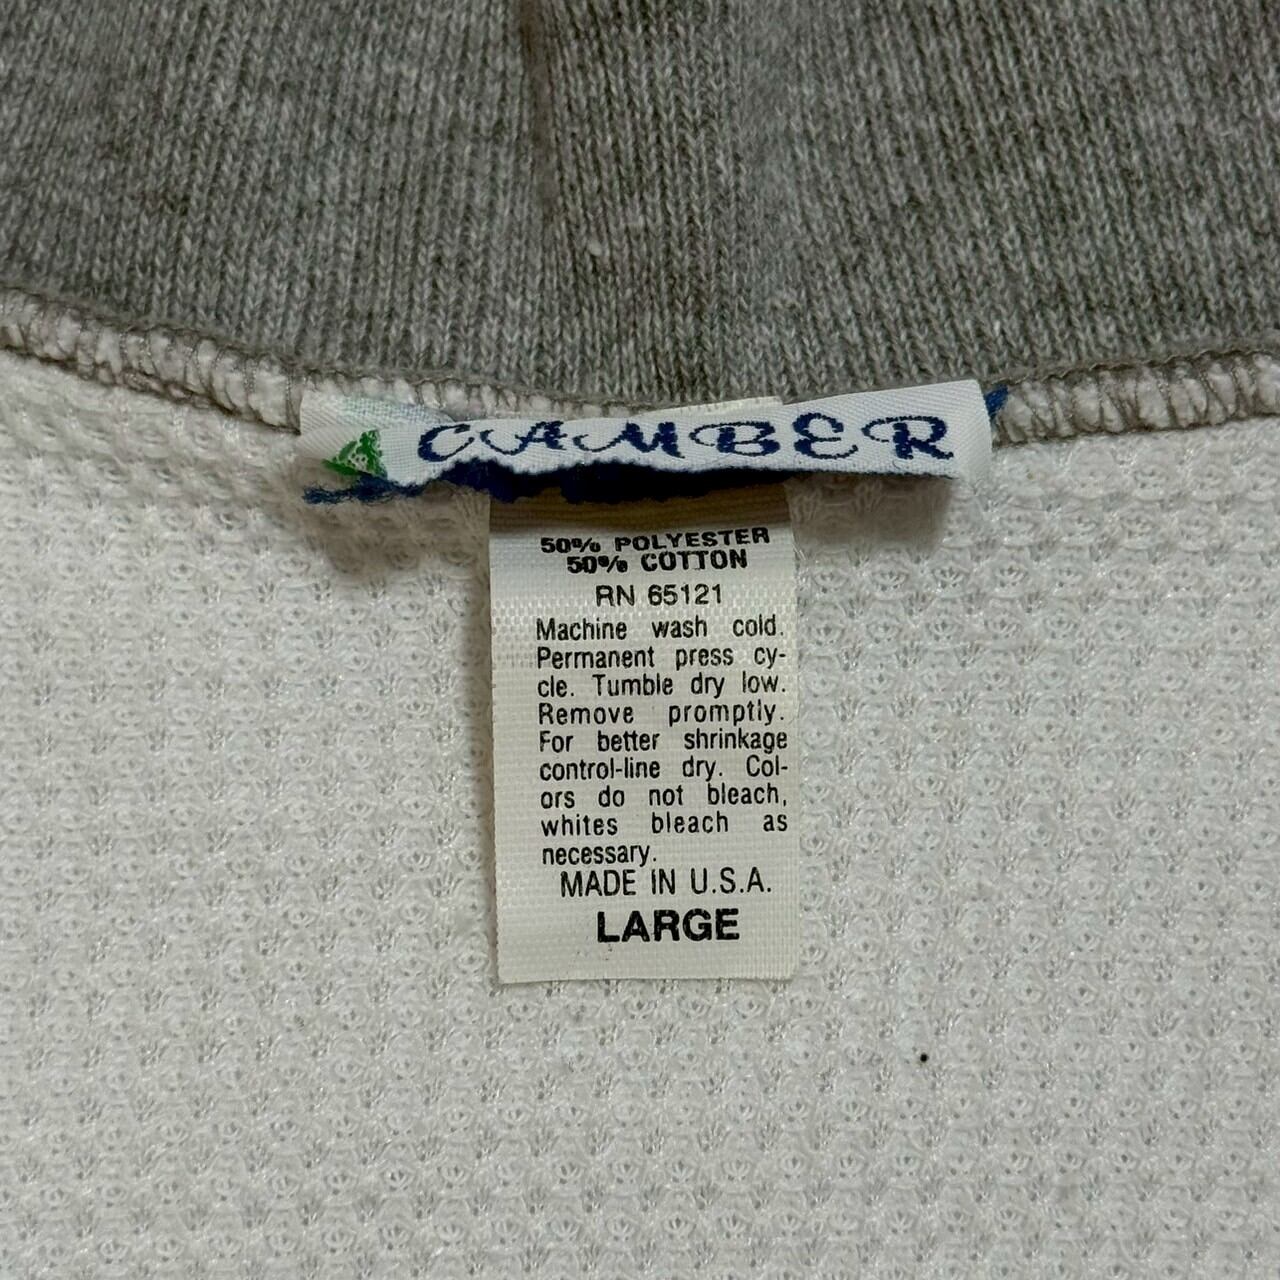 CAMBER
50% POLYESTER
50% COTTON
RN 65121
Machine wash cold.
Permanent press cy-
cle. Tumble dry low.
Remove promptly.
For better shrinkage
control-line dry. Col-
ors do not bleach,
whites bleach as
necessary.
MADE IN U.S.A.
LARGE